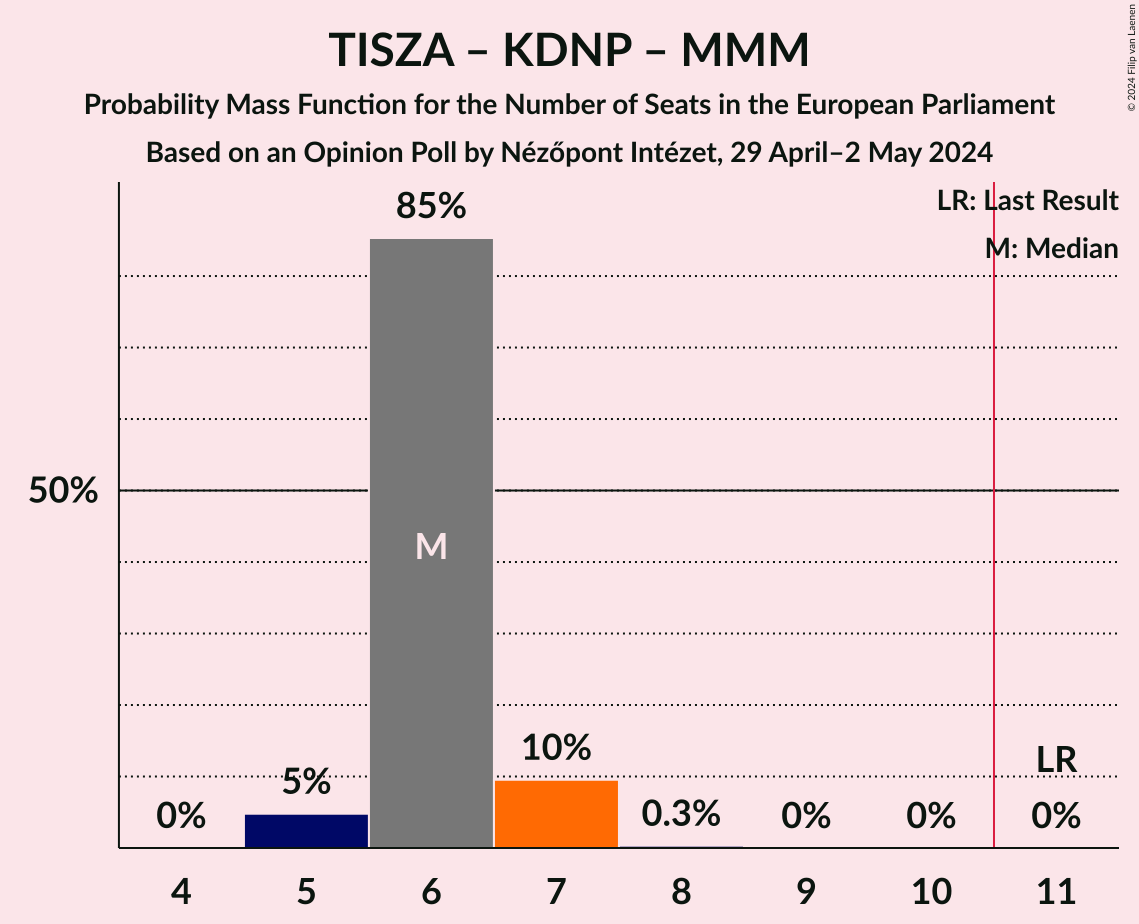 TISZA – KDNP – MMM
Probability Mass Function for the Number of Seats in the European Parliament
Based on an Opinion Poll by Nézőpont Intézet, 29 April–2 May 2024
© 2024 Filip van Laenen
LR: Last Result
M: Median
85%
50%
M
10%
5%
LR
0%
0.3%
0%
0%
0%
4
5
6
7
8
9
10
11